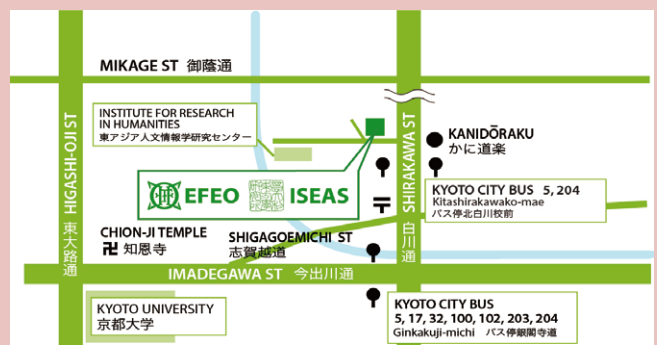 MIKAGE ST 御蔭通
HIGASHI-OJI ST 東大路通
INSTITUTE FOR RESEARCH
IN HUMANITIES
東アジア人文情報学研究センター
SHIRAKAWA ST 白川通
KANIDŌRAKU
かに道楽
EFEO ISEAS
KYOTO CITY BUS 5, 204
Kitashirakawako-mae
バス停北白川校前
CHION-JI TEMPLE
卍 知恩寺
SHIGAGOEMICHI ST
志賀越道
IMADEGAWA ST 今出川通
KYOTO UNIVERSITY
京都大学
KYOTO CITY BUS
5, 17, 32, 100, 102, 203, 204
Ginkakuji-michi バス停銀閣寺道